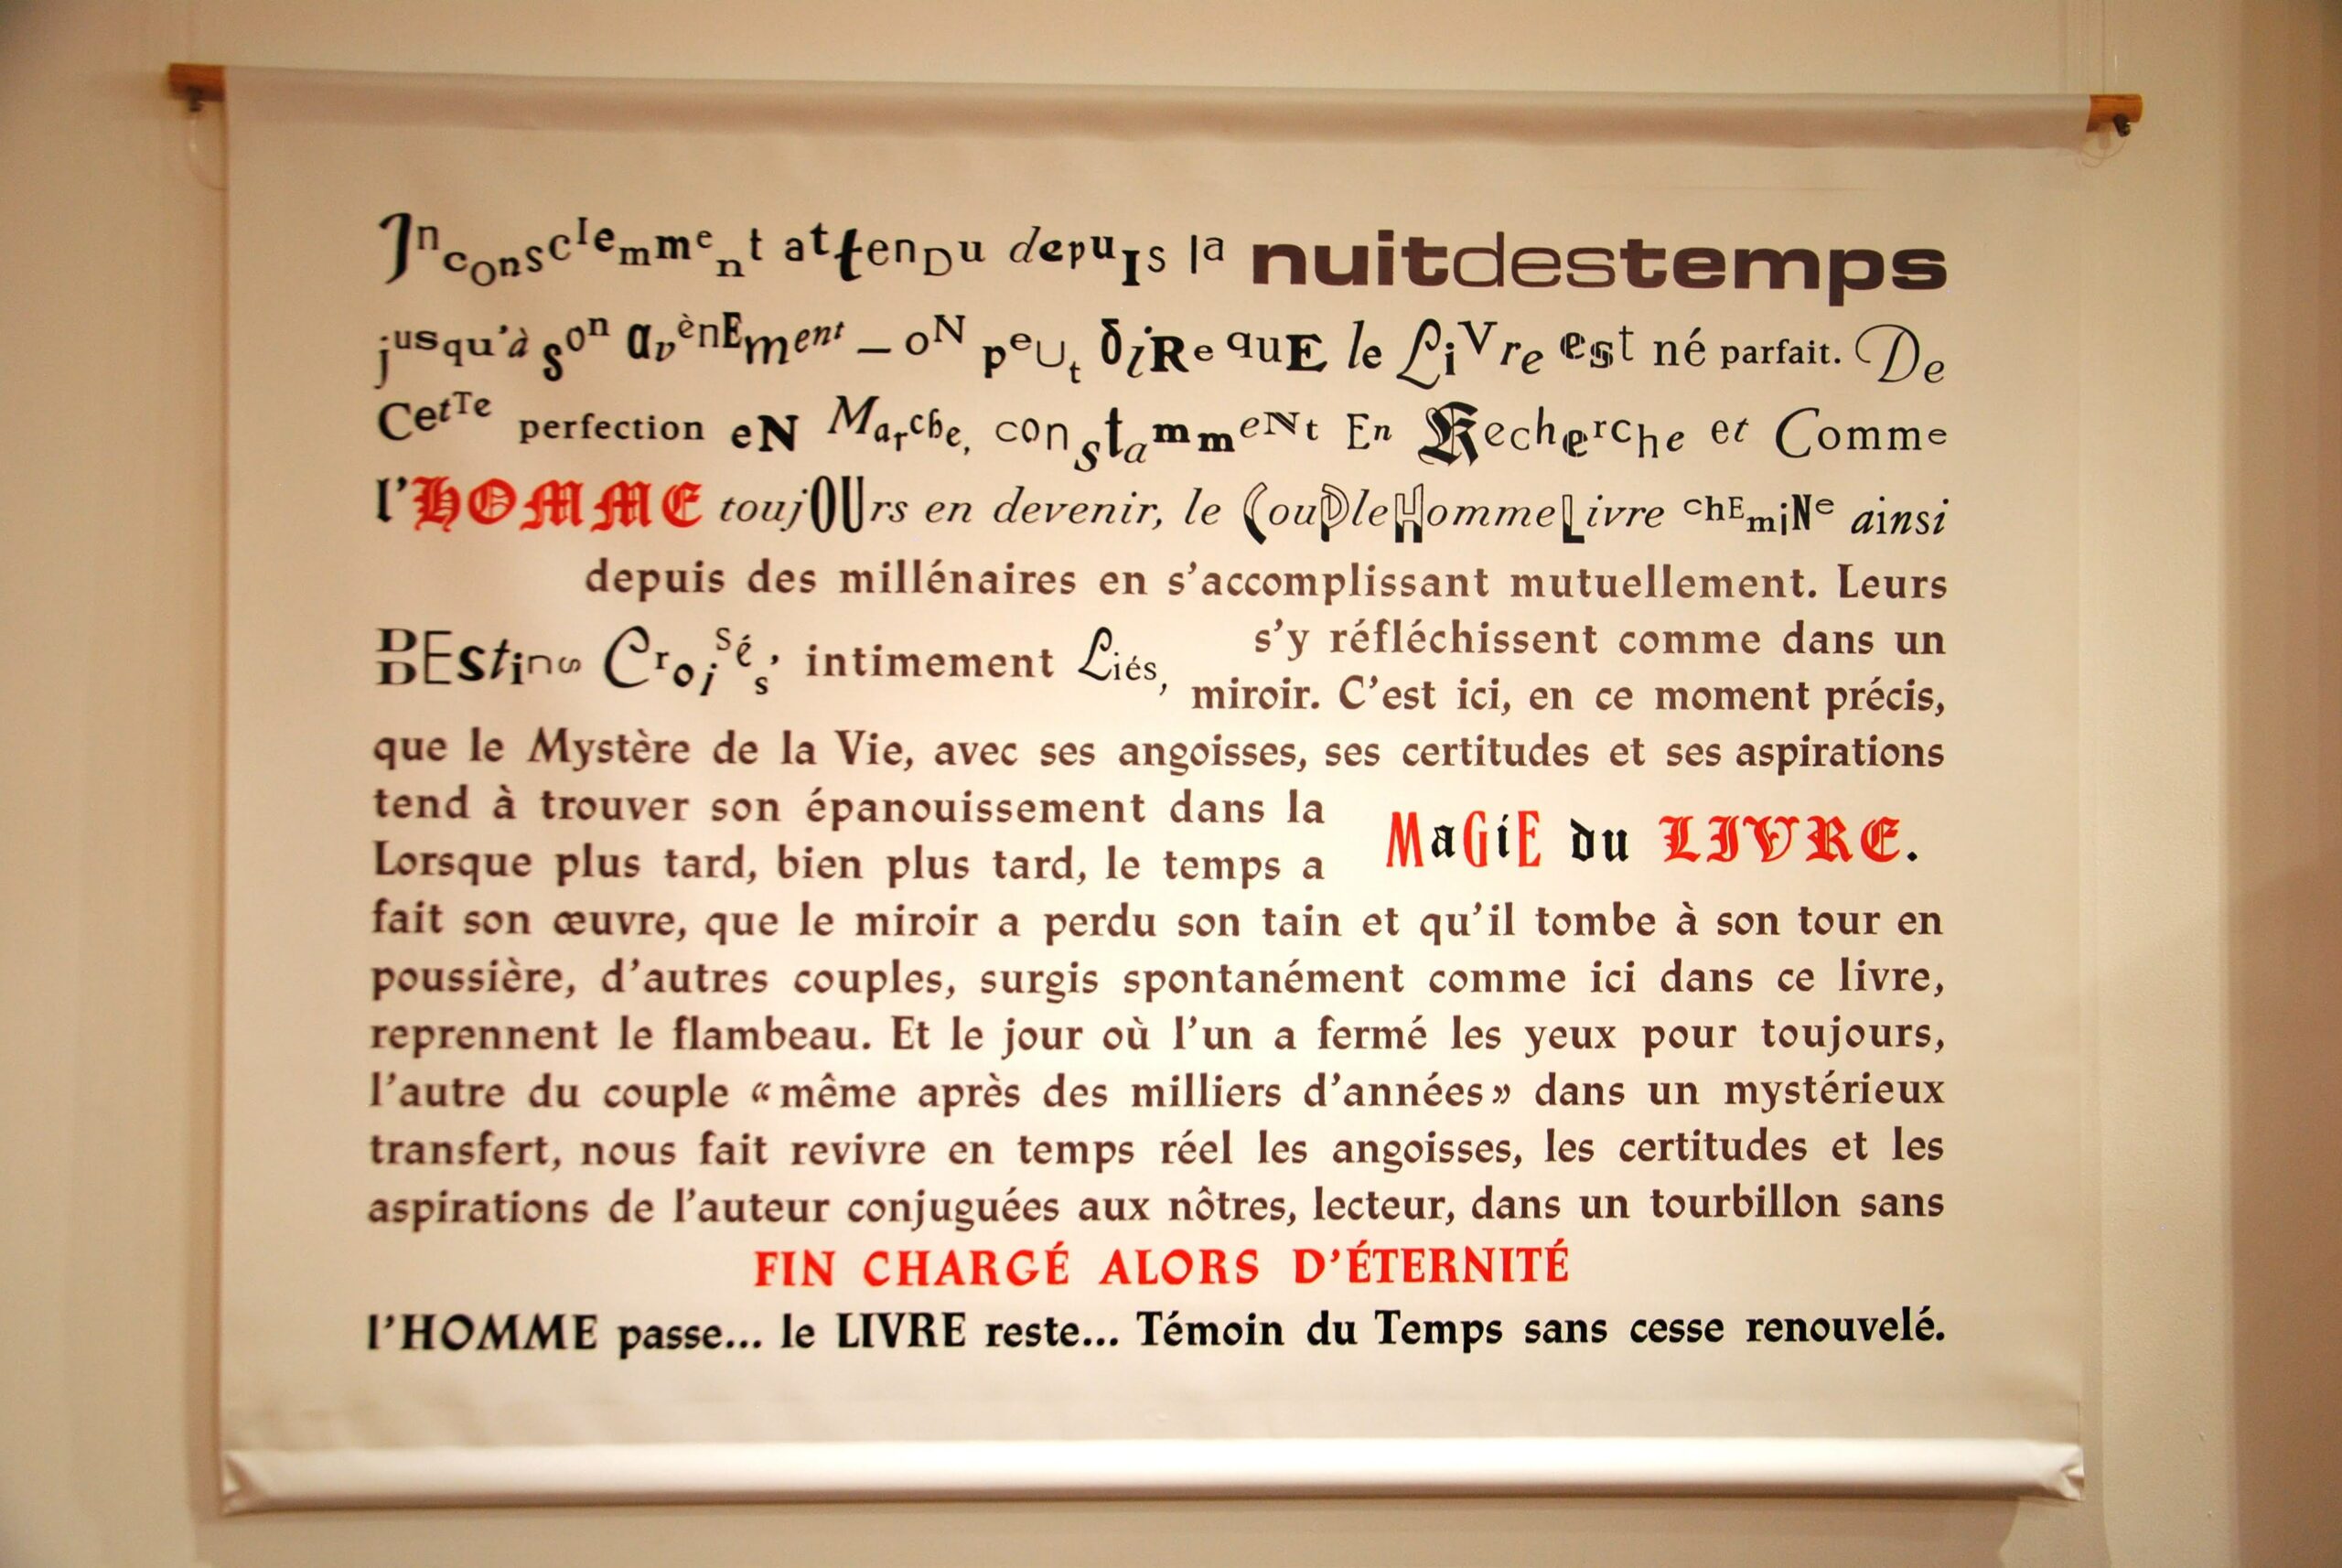 InconscIemment attenDu depuIs la nuitdestemps
jusqu'à son avènEment – oN peUt diRe quE le LiVre est né parfait. De
CetTe perfection eN Marche, constammeNt En Recherche et Comme
l'HOMME toujOUrs en devenir, le CouPleHommeLivre chEmiNe ainsi
depuis des millénaires en s'accomplissant mutuellement. Leurs
DEstins Croisés, intimement Liés, s'y réfléchissent comme dans un
miroir. C'est ici, en ce moment précis,
que le Mystère de la Vie, avec ses angoisses, ses certitudes et ses aspirations
tend à trouver son épanouissement dans la MaGiE du LIVRE.
Lorsque plus tard, bien plus tard, le temps a
fait son œuvre, que le miroir a perdu son tain et qu'il tombe à son tour en
poussière, d'autres couples, surgis spontanément comme ici dans ce livre,
reprennent le flambeau. Et le jour où l'un a fermé les yeux pour toujours,
l'autre du couple «même après des milliers d'années» dans un mystérieux
transfert, nous fait revivre en temps réel les angoisses, les certitudes et les
aspirations de l'auteur conjuguées aux nôtres, lecteur, dans un tourbillon sans
FIN CHARGÉ ALORS D'ÉTERNITÉ
l'HOMME passe... le LIVRE reste... Témoin du Temps sans cesse renouvelé.